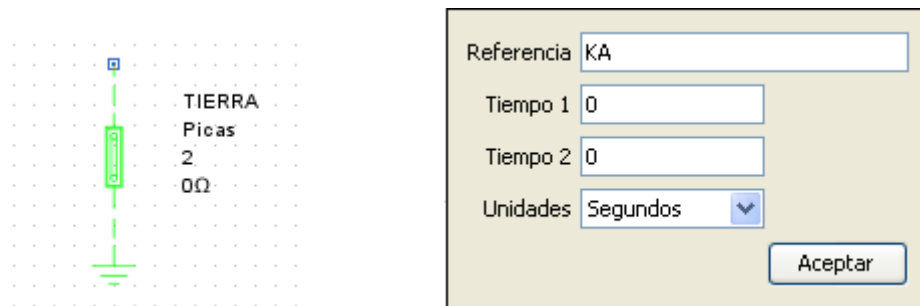 TIERRA
Picas
2
0Ω
Referencia KA
Tiempo 1 0
Tiempo 2 0
Unidades Segundos
Aceptar